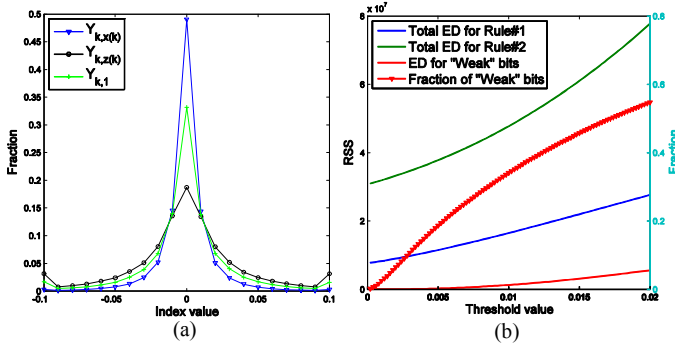 Y_k,x(k)
Y_k,z(k)
Y_k,1
0.5
0.45
0.4
0.35
0.3
0.25
0.2
0.15
0.1
0.05
0
Fraction
-0.1 -0.05 0 0.05 0.1
Index value
(a)
x 10^7
Total ED for Rule#1
Total ED for Rule#2
ED for "Weak" bits
Fraction of "Weak" bits
8
6
4
2
0
RSS
0.8
0.6
0.4
0.2
0
Fraction
0 0.005 0.01 0.015 0.02
Threshold value
(b)